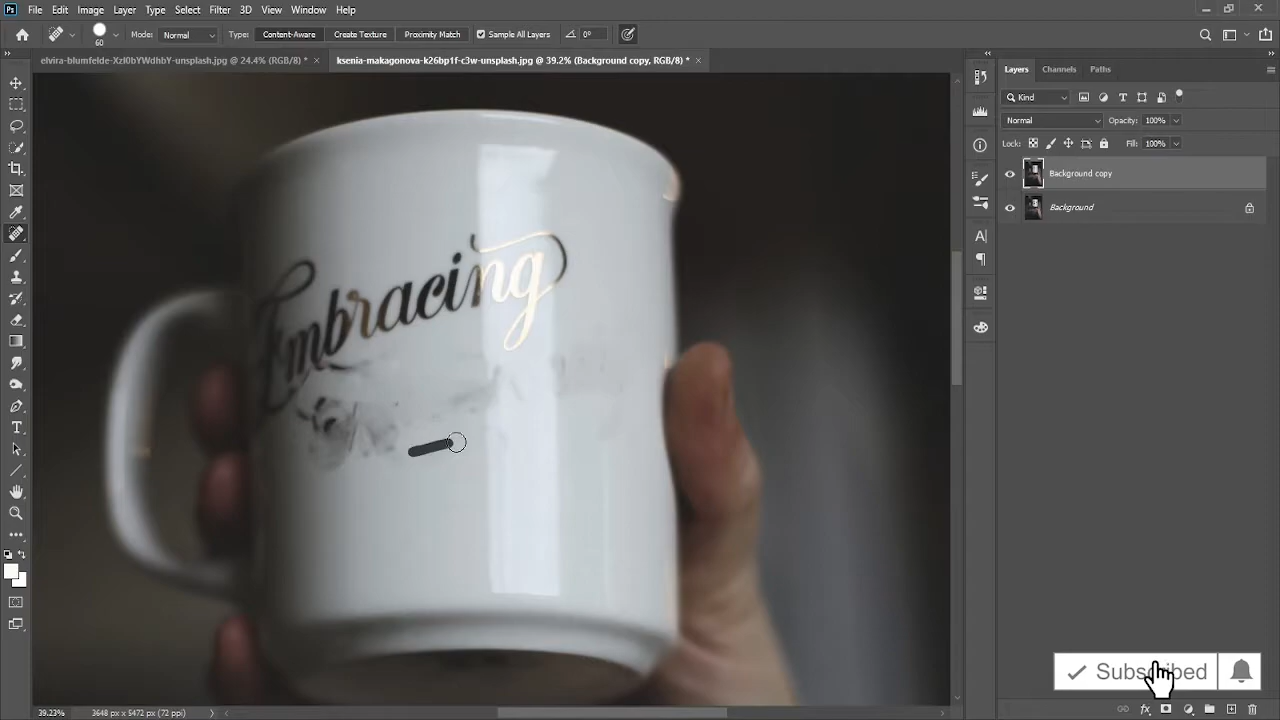 Ps File Edit Image Layer Type Select Filter 3D View Window Help
60 Mode: Normal Type: Content-Aware Create Texture Proximity Match Sample All Layers 0°
elvira-blumfelde-XzI0bYWdhbY-unsplash.jpg @ 24.4% (RGB/8) * × ksenia-makagonova-k26bp1f-c3w-unsplash.jpg @ 39.2% (Background copy, RGB/8) * ×
Layers Channels Paths
Kind
Normal Opacity: 100%
Lock: Fill: 100%
Background copy
Background
Embracing
Subscribed
39.23% 3648 px x 5472 px (72 ppi)